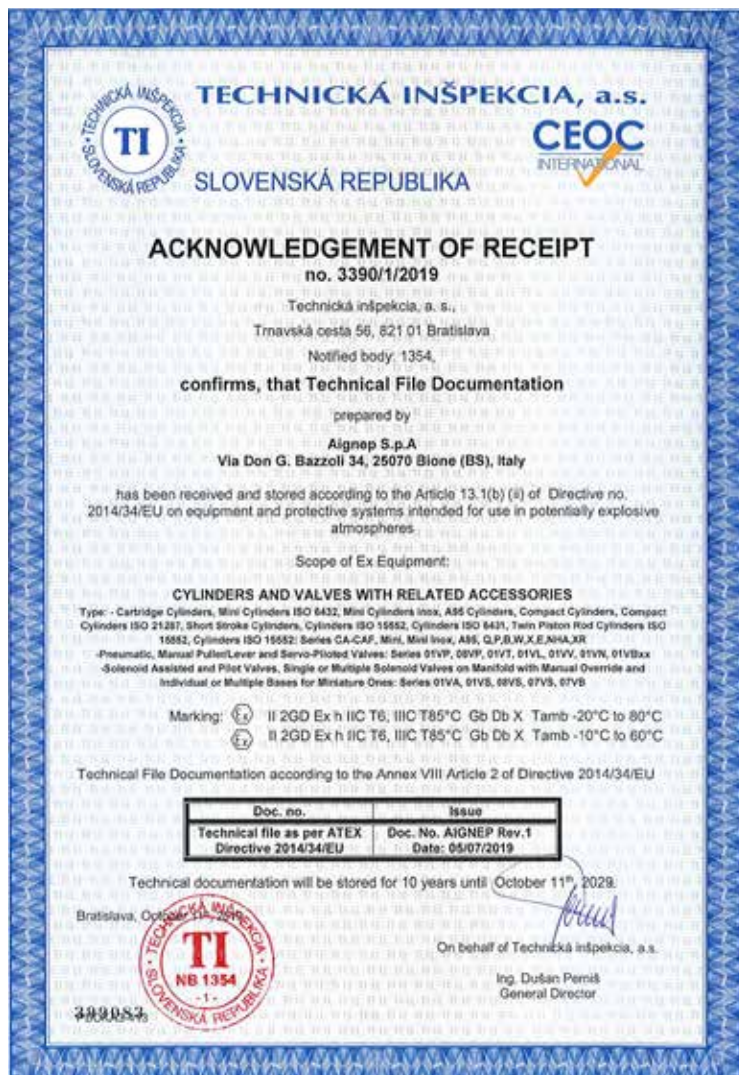 TECHNICKÁ INŠPEKCIA, a.s.
TECHNICKÁ INŠPEKCIA
TI
SLOVENSKÁ REPUBLIKA
CEOC
INTERNATIONAL
SLOVENSKÁ REPUBLIKA
ACKNOWLEDGEMENT OF RECEIPT
no. 3390/1/2019
Technická inšpekcia, a. s.,
Trnavská cesta 56, 821 01 Bratislava
Notified body: 1354,
confirms, that Technical File Documentation
prepared by
Aignep S.p.A
Via Don G. Bazzoli 34, 25070 Bione (BS), Italy
has been received and stored according to the Article 13.1(b) (ii) of Directive no.
2014/34/EU on equipment and protective systems intended for use in potentially explosive
atmospheres
Scope of Ex Equipment:
CYLINDERS AND VALVES WITH RELATED ACCESSORIES
Type: - Cartridge Cylinders, Mini Cylinders ISO 6432, Mini Cylinders Inox, A95 Cylinders, Compact Cylinders, Compact
Cylinders ISO 21287, Short Stroke Cylinders, Cylinders ISO 15552, Cylinders ISO 6431, Twin Piston Rod Cylinders ISO
15552, Cylinders ISO 15552: Series CA-CAF, Mini, Mini Inox, A95, Q,P,B,W,X,E,NHA,XR
-Pneumatic, Manual Puller/Lever and Servo-Piloted Valves: Series 01VP, 08VP, 01VT, 01VL, 01VV, 01VN, 01VBxx
-Solenoid Assisted and Pilot Valves, Single or Multiple Solenoid Valves on Manifold with Manual Override and
Individual or Multiple Bases for Miniature Ones: Series 01VA, 01VS, 08VS, 07VS, 07VB
Marking: Ex II 2GD Ex h IIC T6, IIIC T85°C Gb Db X Tamb -20°C to 80°C
Ex II 2GD Ex h IIC T6, IIIC T85°C Gb Db X Tamb -10°C to 60°C
Technical File Documentation according to the Annex VIII Article 2 of Directive 2014/34/EU
Doc. no. Issue
Technical file as per ATEX Doc. No. AIGNEP Rev.1
Directive 2014/34/EU Date: 05/07/2019
Technical documentation will be stored for 10 years until October 11th, 2029.
Bratislava, October 11th, 2019
TECHNICKÁ INŠPEKCIA
TI
NB 1354
- 1 -
SLOVENSKÁ REPUBLIKA
On behalf of Technická inšpekcia, a.s.
Ing. Dušan Perniš
General Director